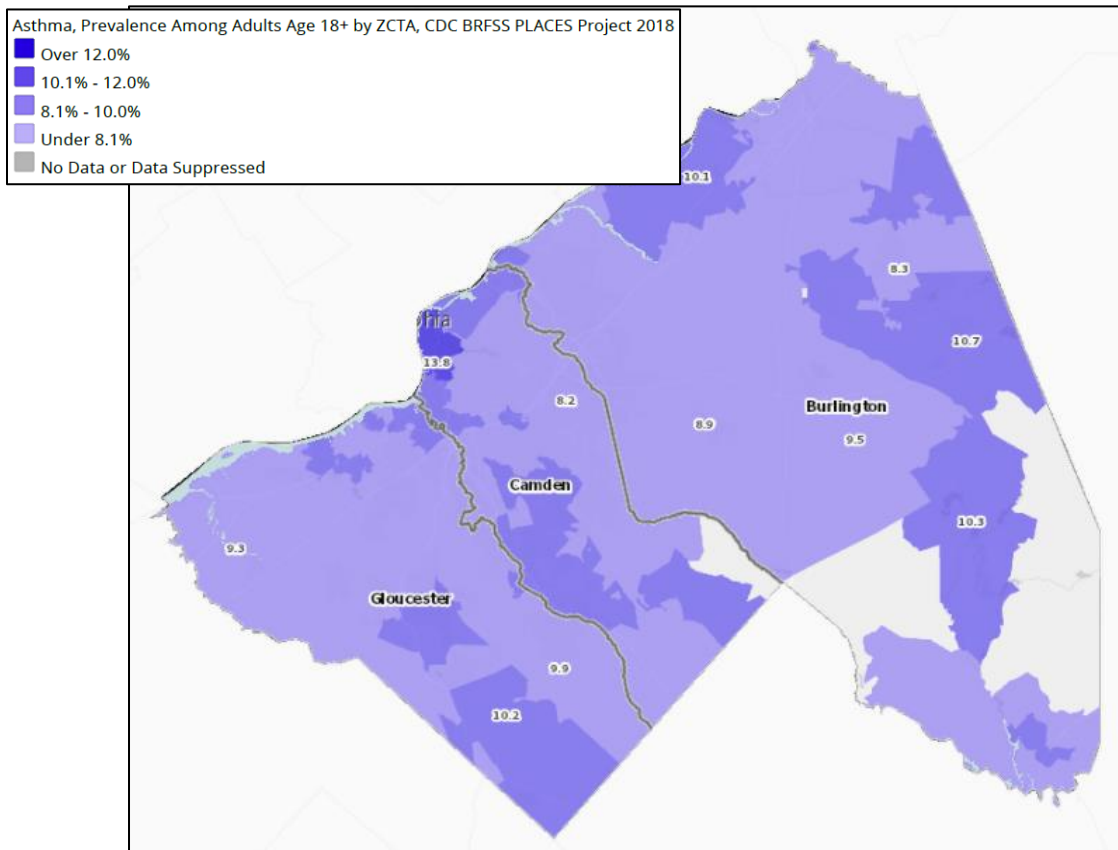 Asthma, Prevalence Among Adults Age 18+ by ZCTA, CDC BRFSS PLACES Project 2018
Over 12.0%
10.1% - 12.0%
8.1% - 10.0%
Under 8.1%
No Data or Data Suppressed
10.1
8.3
13.8
10.7
8.2
Burlington
8.9
9.5
Camden
10.3
9.3
Gloucester
9.9
10.2